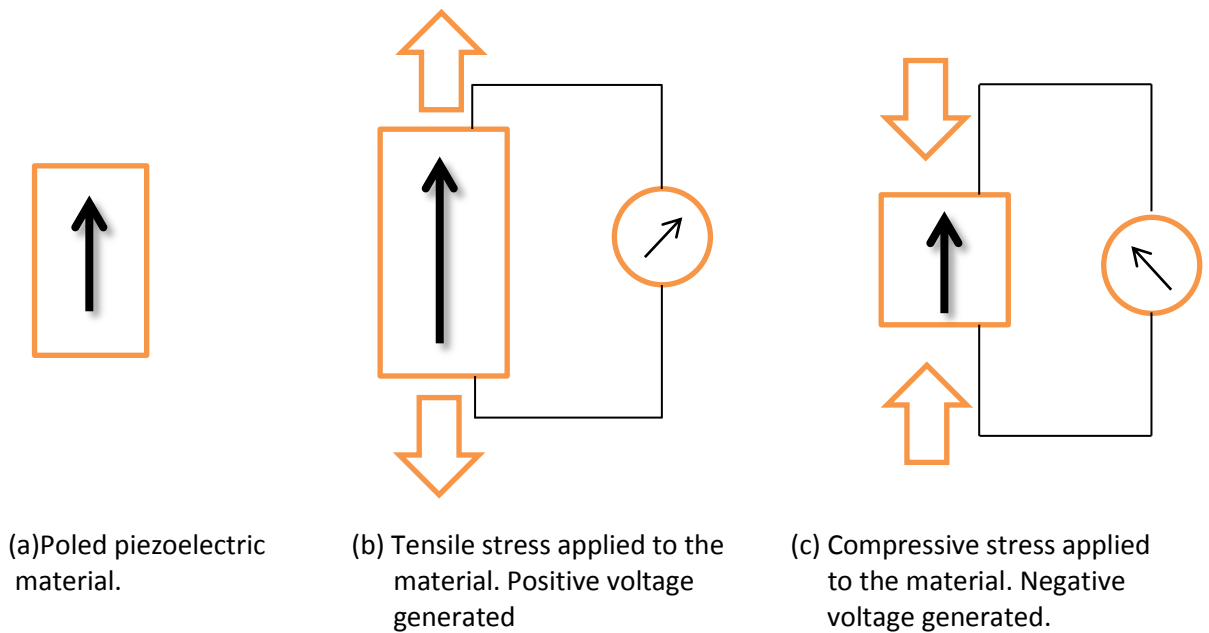 (a)Poled piezoelectric
material.
(b) Tensile stress applied to the
material. Positive voltage
generated
(c) Compressive stress applied
to the material. Negative
voltage generated.